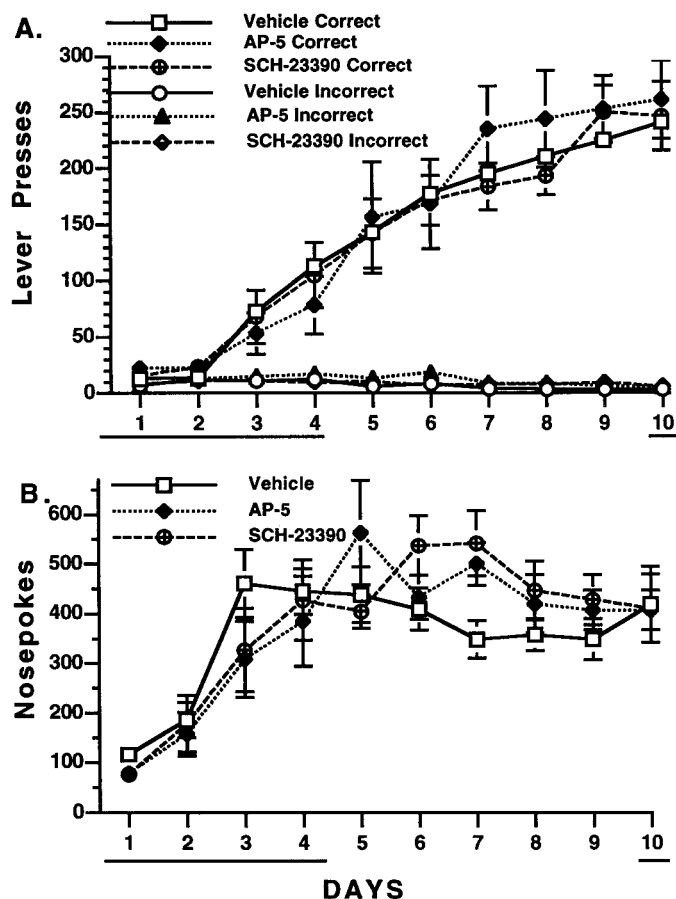 A.
Vehicle Correct
AP-5 Correct
SCH-23390 Correct
Vehicle Incorrect
AP-5 Incorrect
SCH-23390 Incorrect
Lever Presses
300
250
200
150
100
50
0
1 2 3 4 5 6 7 8 9 10
B.
Vehicle
AP-5
SCH-23390
Nosepokes
600
500
400
300
200
100
0
1 2 3 4 5 6 7 8 9 10
DAYS